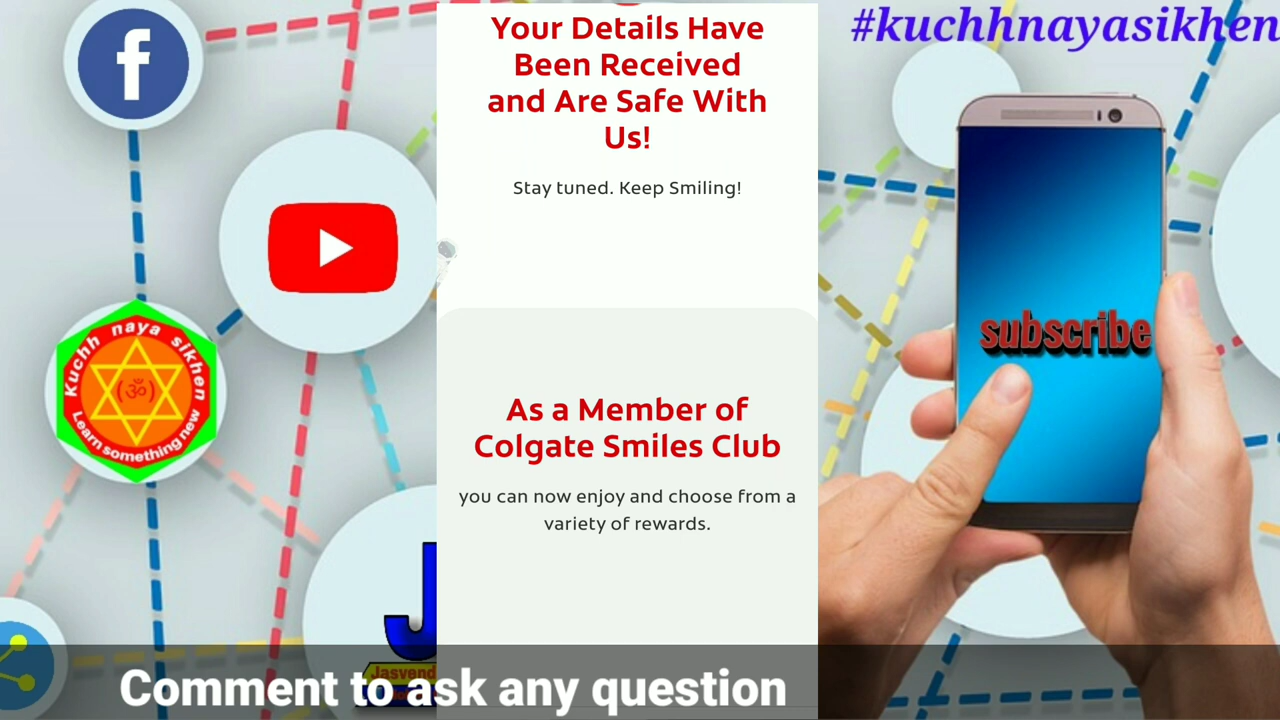 #kuchhnayasikhen
f
Your Details Have
Been Received
and Are Safe With
Us!
Stay tuned. Keep Smiling!
Kuchh naya sikhen
(ॐ)
Learn something new
subscribe
As a Member of
Colgate Smiles Club
you can now enjoy and choose from a
variety of rewards.
J
Jasvend
Comment to ask any question